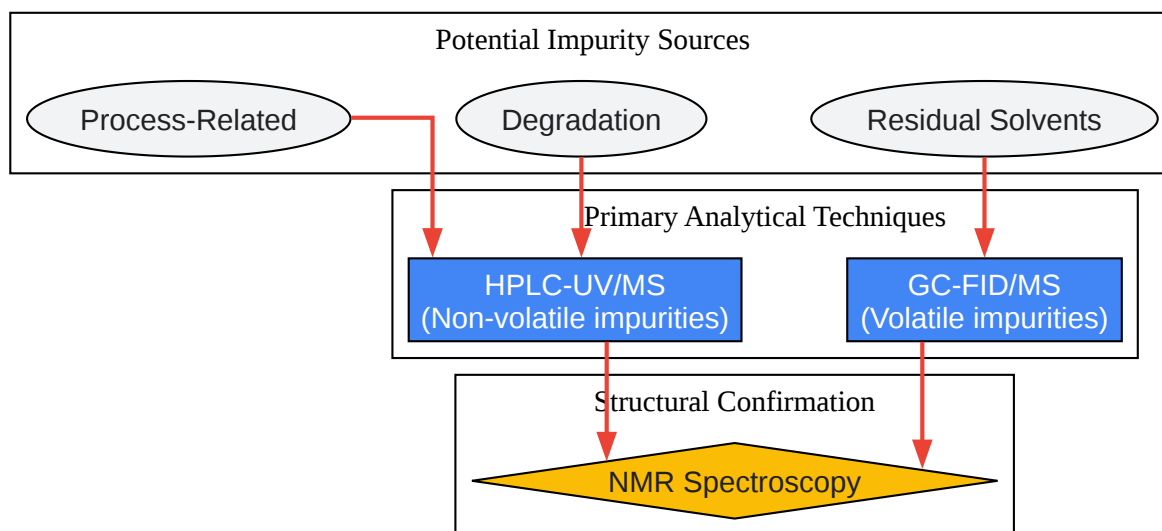 Potential Impurity Sources
Process-Related
Degradation
Residual Solvents
Primary Analytical Techniques
HPLC-UV/MS
(Non-volatile impurities)
GC-FID/MS
(Volatile impurities)
Structural Confirmation
NMR Spectroscopy